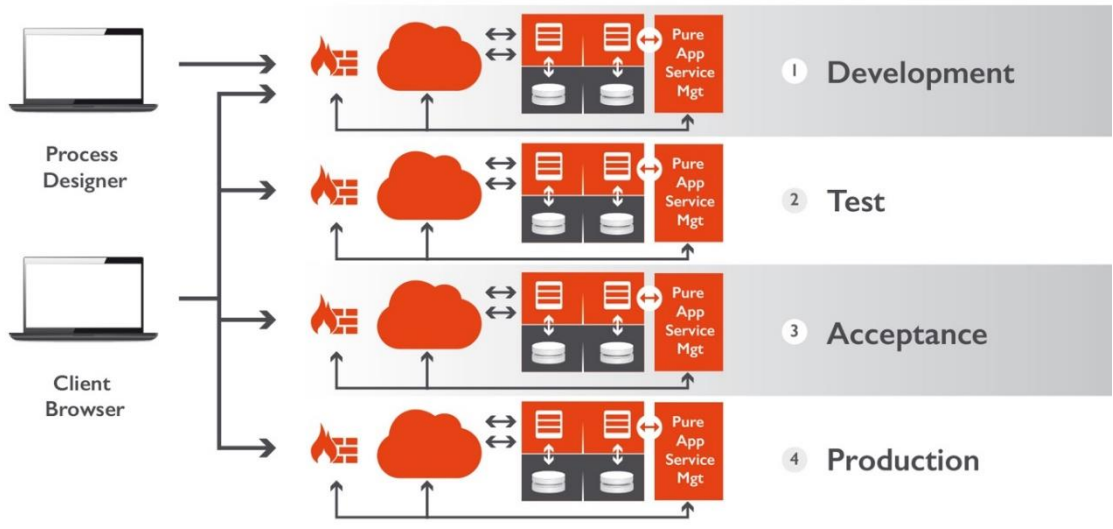 Process
Designer
Client
Browser
Pure
App
Service
Mgt
1 Development
Pure
App
Service
Mgt
2 Test
Pure
App
Service
Mgt
3 Acceptance
Pure
App
Service
Mgt
4 Production